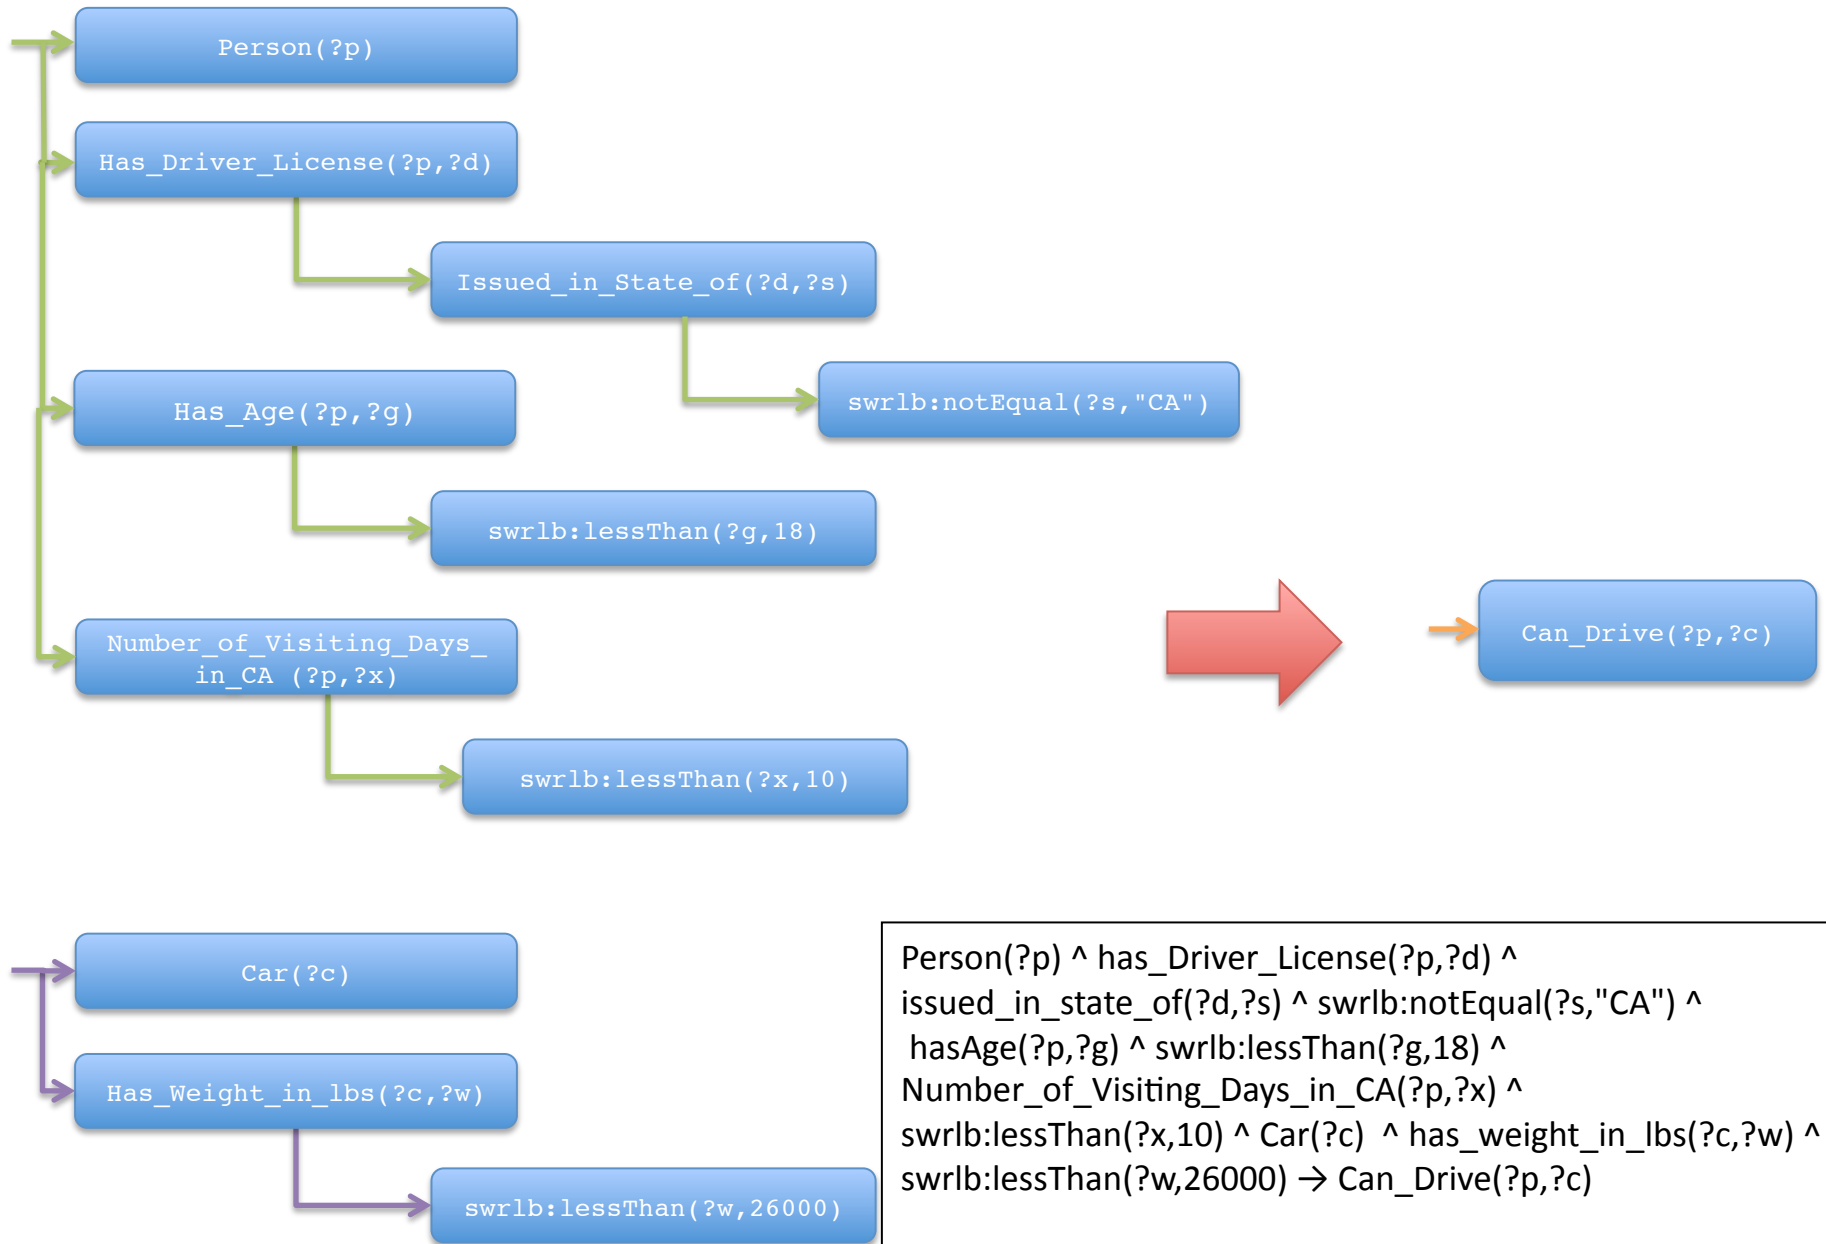 Person(?p)
Has_Driver_License(?p,?d)
Issued_in_State_of(?d,?s)
swrlb:notEqual(?s,"CA")
Has_Age(?p,?g)
swrlb:lessThan(?g,18)
Number_of_Visiting_Days_
in_CA (?p,?x)
swrlb:lessThan(?x,10)
Can_Drive(?p,?c)
Car(?c)
Has_Weight_in_lbs(?c,?w)
swrlb:lessThan(?w,26000)
Person(?p) ^ has_Driver_License(?p,?d) ^
issued_in_state_of(?d,?s) ^ swrlb:notEqual(?s,"CA") ^
hasAge(?p,?g) ^ swrlb:lessThan(?g,18) ^
Number_of_Visiting_Days_in_CA(?p,?x) ^
swrlb:lessThan(?x,10) ^ Car(?c) ^ has_weight_in_lbs(?c,?w) ^
swrlb:lessThan(?w,26000) → Can_Drive(?p,?c)